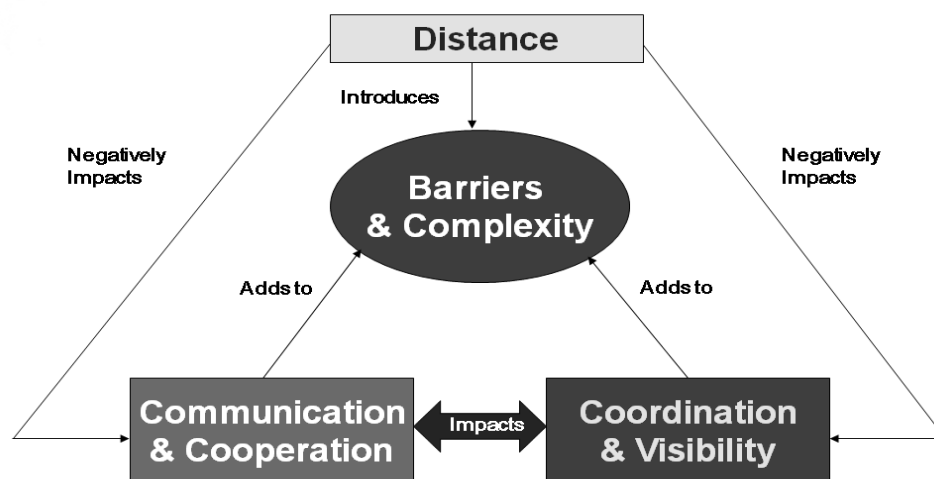 Distance
Introduces
Negatively
Impacts
Negatively
Impacts
Barriers
& Complexity
Adds to
Adds to
Communication
& Cooperation
Impacts
Coordination
& Visibility